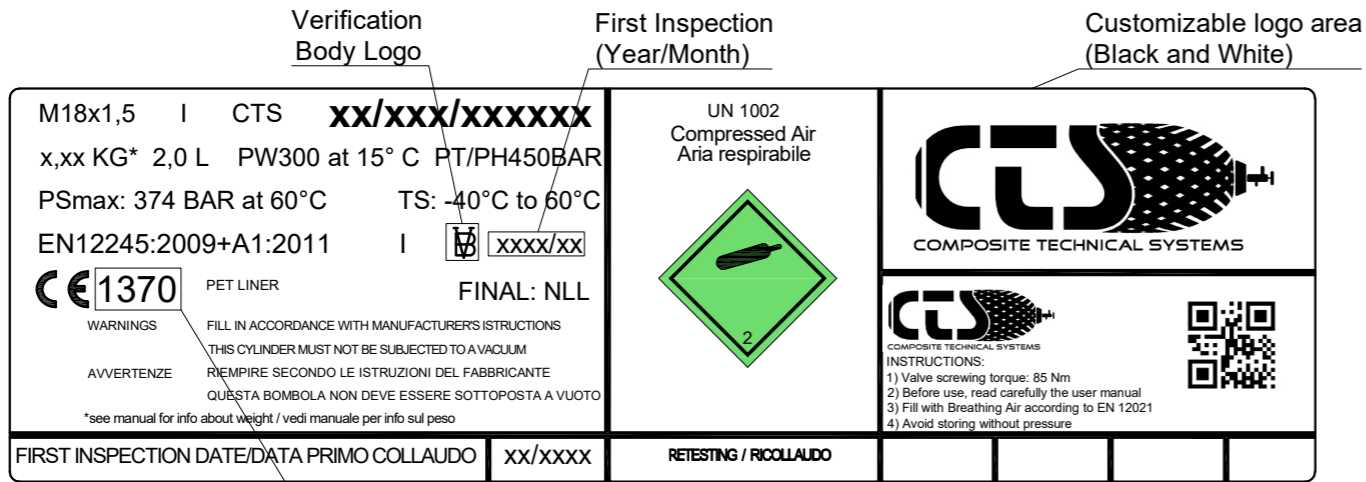 Verification
Body Logo
First Inspection
(Year/Month)
Customizable logo area
(Black and White)
M18x1,5 I CTS xx/xxx/xxxxxx
x,xx KG* 2,0 L PW300 at 15° C PT/PH450BAR
PSmax: 374 BAR at 60°C TS: -40°C to 60°C
EN12245:2009+A1:2011 I VB xxxx/xx
CE 1370 PET LINER FINAL: NLL
WARNINGS FILL IN ACCORDANCE WITH MANUFACTURER'S ISTRUCTIONS
THIS CYLINDER MUST NOT BE SUBJECTED TO A VACUUM
AVVERTENZE RIEMPIRE SECONDO LE ISTRUZIONI DEL FABBRICANTE
QUESTA BOMBOLA NON DEVE ESSERE SOTTOPOSTA A VUOTO
*see manual for info about weight / vedi manuale per info sul peso
UN 1002
Compressed Air
Aria respirabile
2
CTS
COMPOSITE TECHNICAL SYSTEMS
CTS
COMPOSITE TECHNICAL SYSTEMS
INSTRUCTIONS:
1) Valve screwing torque: 85 Nm
2) Before use, read carefully the user manual
3) Fill with Breathing Air according to EN 12021
4) Avoid storing without pressure
FIRST INSPECTION DATE/DATA PRIMO COLLAUDO xx/xxxx
RETESTING / RICOLLAUDO